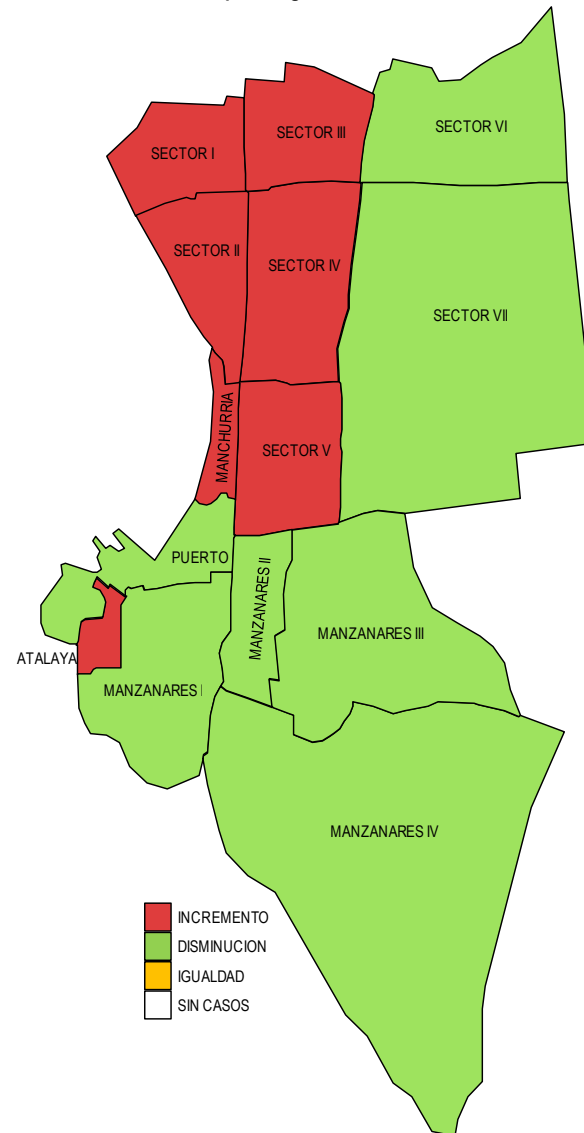 SECTOR VI
SECTOR III
SECTOR I
SECTOR II
SECTOR IV
SECTOR VII
MANCHURRIA
SECTOR V
PUERTO
MANZANARES II
MANZANARES III
ATALAYA
MANZANARES I
MANZANARES IV
INCREMENTO
DISMINUCION
IGUALDAD
SIN CASOS